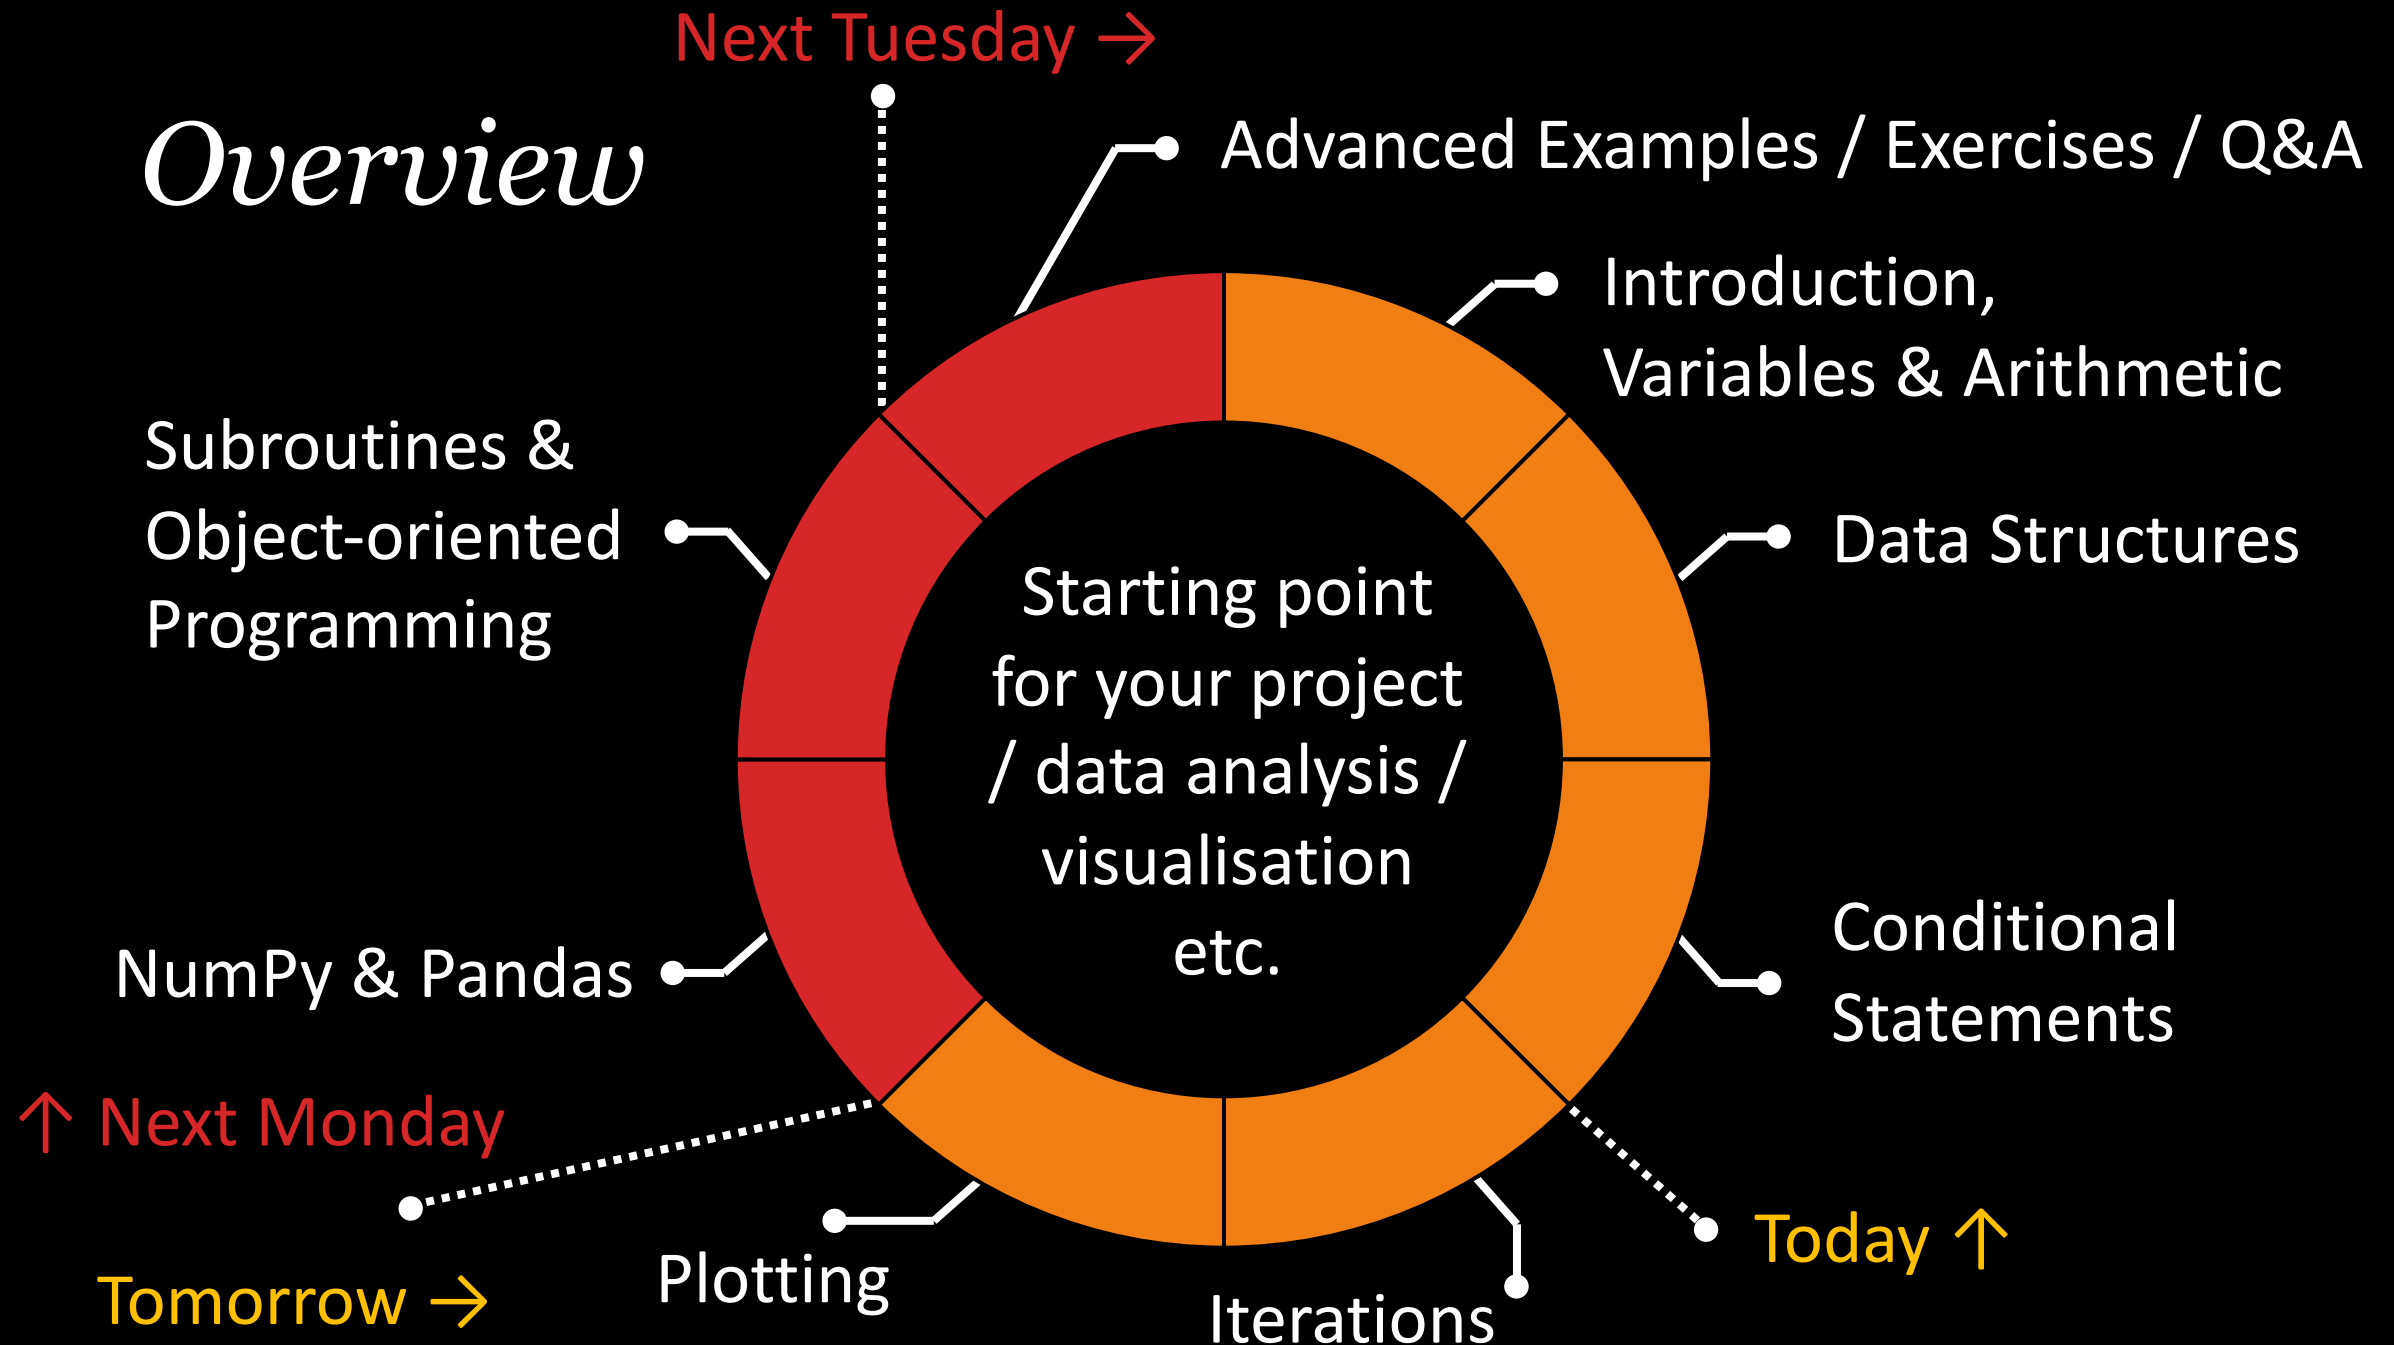 Overview
Next Tuesday →
Advanced Examples / Exercises / Q&A
Introduction,
Variables & Arithmetic
Data Structures
Conditional
Statements
Today ↑
Iterations
Plotting
Tomorrow →
↑ Next Monday
NumPy & Pandas
Subroutines &
Object-oriented
Programming
Starting point
for your project
/ data analysis /
visualisation
etc.